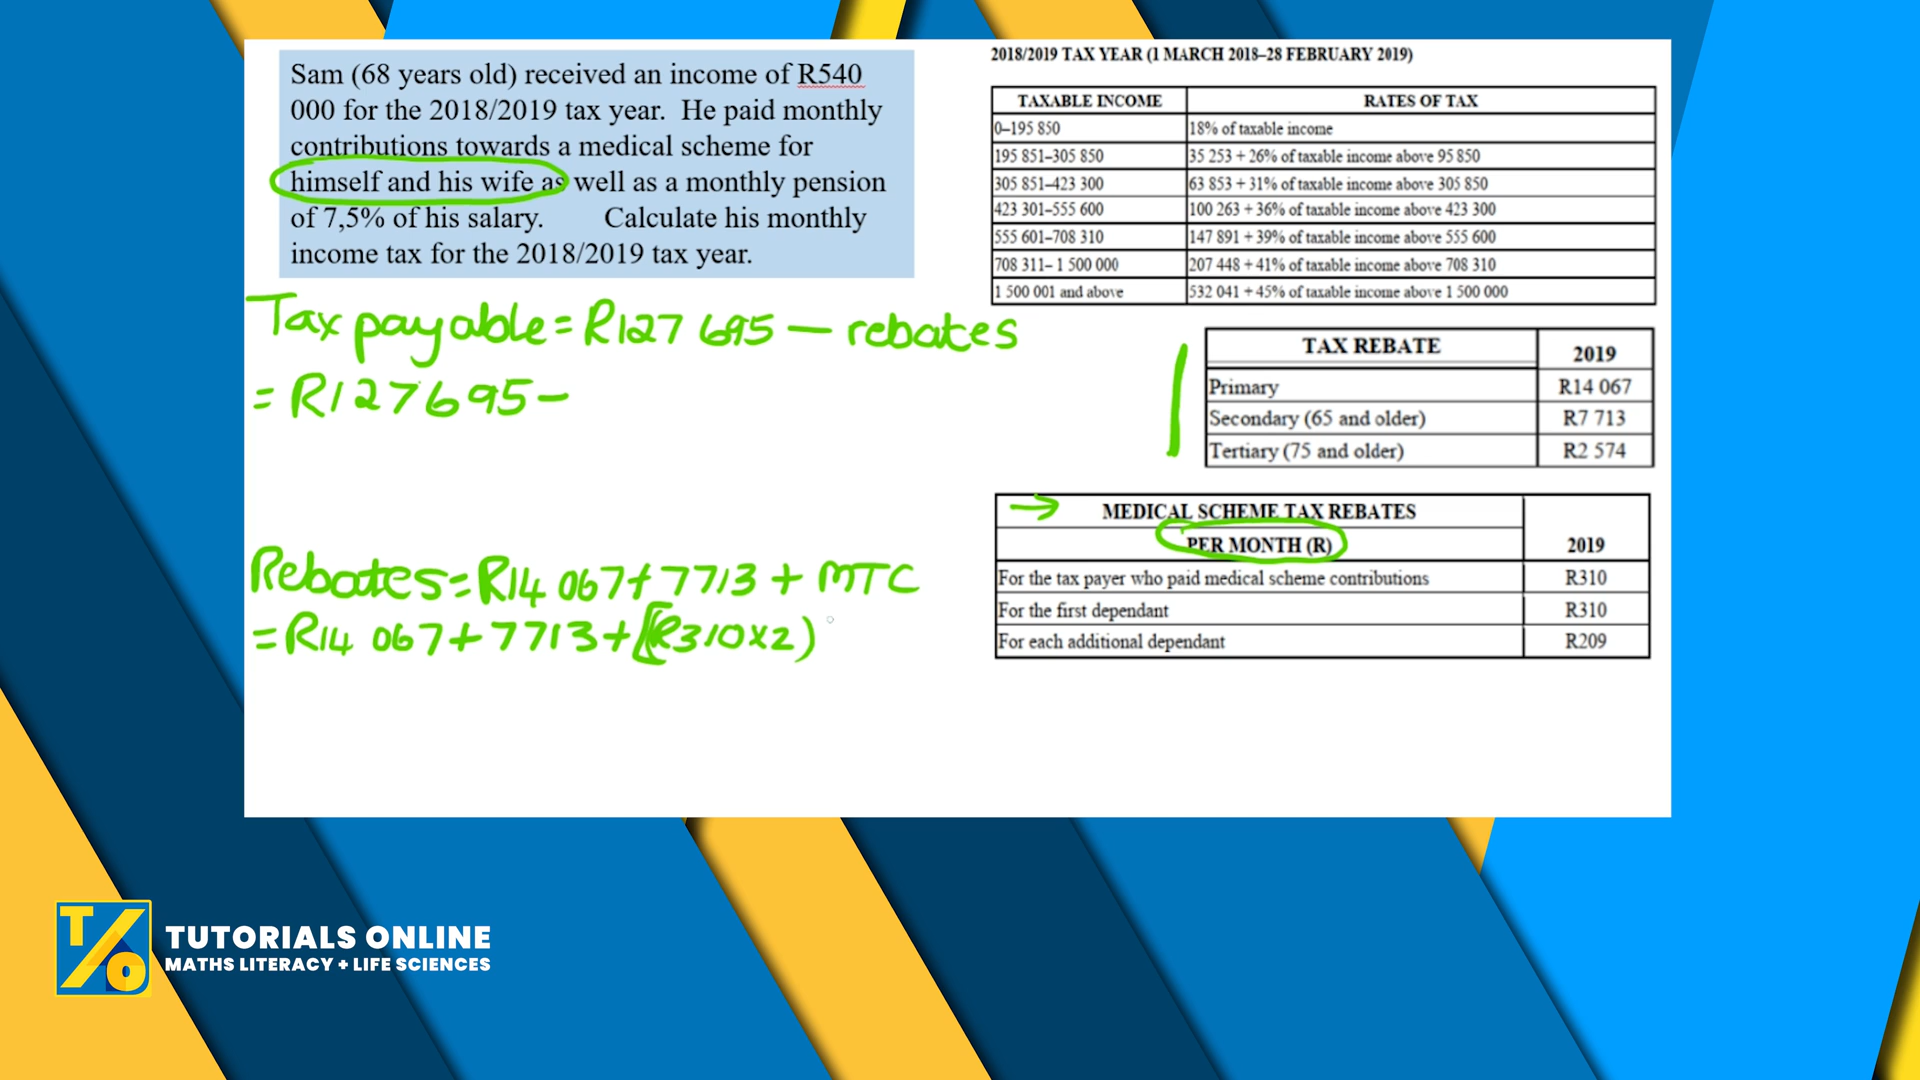 Sam (68 years old) received an income of R540
000 for the 2018/2019 tax year. He paid monthly
contributions towards a medical scheme for
himself and his wife as well as a monthly pension
of 7,5% of his salary. Calculate his monthly
income tax for the 2018/2019 tax year.
Tax payable = R127 695 — rebates
= R127695 —
Rebates = R14 067 + 7713 + MTC
= R14 067 + 7713 + [(R310x2)
2018/2019 TAX YEAR (1 MARCH 2018–28 FEBRUARY 2019)
TAXABLE INCOME RATES OF TAX
0–195 850 18% of taxable income
195 851–305 850 35 253 + 26% of taxable income above 95 850
305 851–423 300 63 853 + 31% of taxable income above 305 850
423 301–555 600 100 263 + 36% of taxable income above 423 300
555 601–708 310 147 891 + 39% of taxable income above 555 600
708 311– 1 500 000 207 448 + 41% of taxable income above 708 310
1 500 001 and above 532 041 + 45% of taxable income above 1 500 000
TAX REBATE 2019
Primary R14 067
Secondary (65 and older) R7 713
Tertiary (75 and older) R2 574
MEDICAL SCHEME TAX REBATES
PER MONTH (R) 2019
For the tax payer who paid medical scheme contributions R310
For the first dependant R310
For each additional dependant R209
T/O
TUTORIALS ONLINE
MATHS LITERACY + LIFE SCIENCES